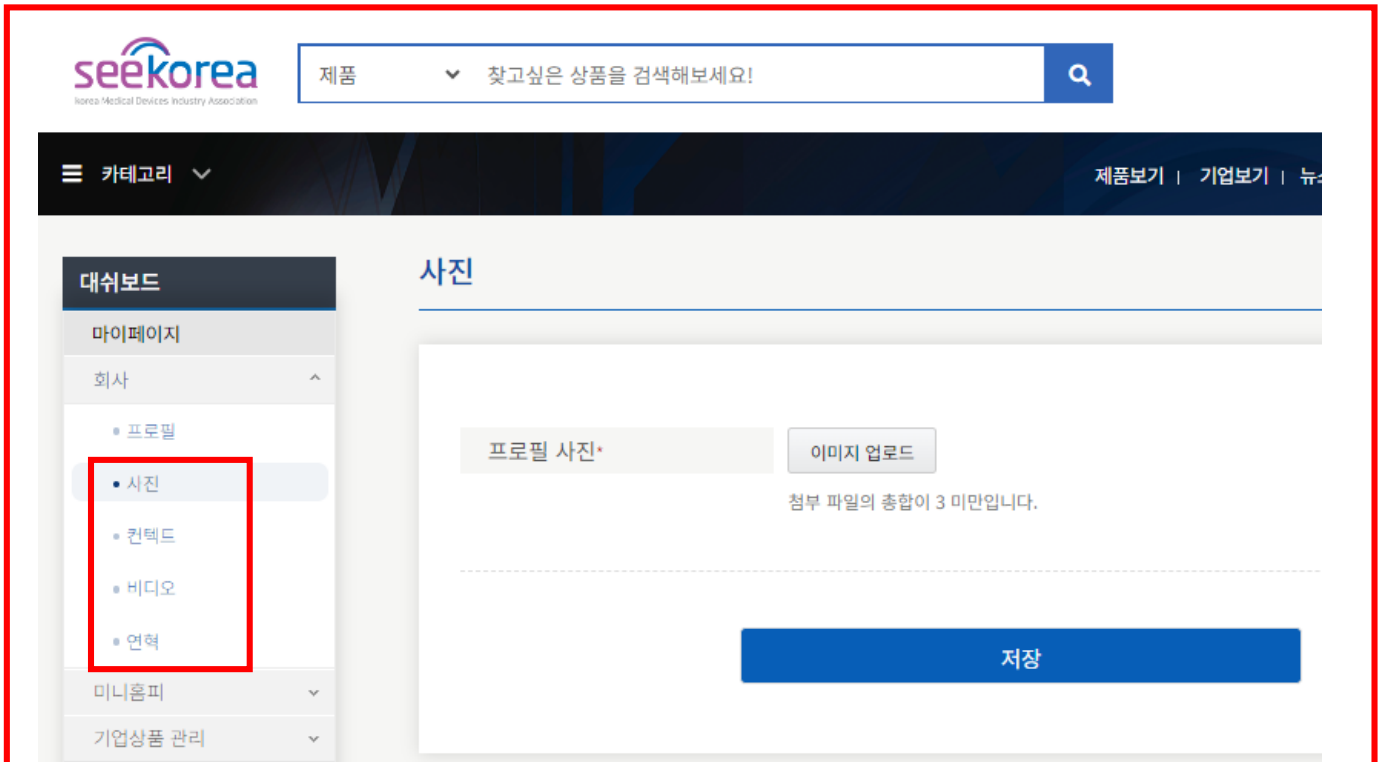 seekorea
Korea Medical Devices Industry Association
제품
찾고싶은 상품을 검색해보세요!
카테고리
제품보기 | 기업보기 |
대쉬보드
마이페이지
회사
프로필
사진
컨텍드
비디오
연혁
미니홈피
기업상품 관리
사진
프로필 사진*
이미지 업로드
첨부 파일의 총합이 3 미만입니다.
저장